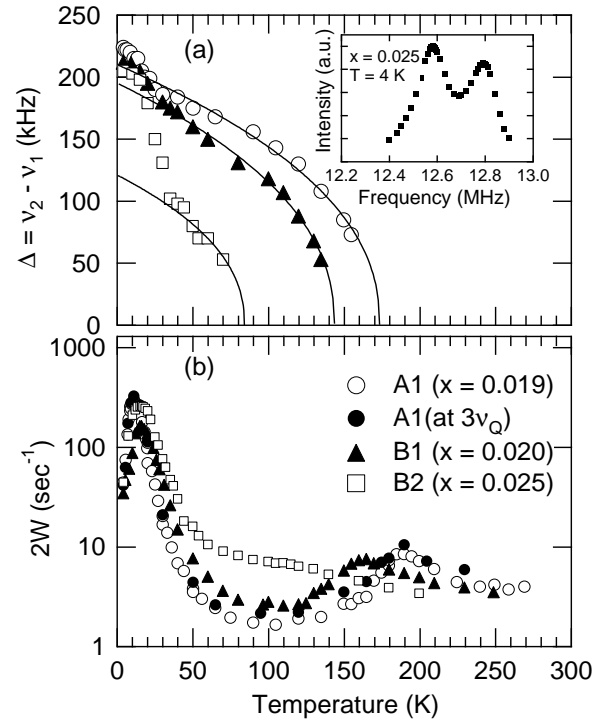 (a)
250
200
150
100
50
0
Δ = ν₂ - ν₁ (kHz)
x = 0.025
T = 4 K
Intensity (a.u.)
12.2 12.4 12.6 12.8 13.0
Frequency (MHz)
(b)
1000
100
10
1
2W (sec⁻¹)
A1 (x = 0.019)
A1(at 3ν_Q)
B1 (x = 0.020)
B2 (x = 0.025)
0 50 100 150 200 250 300
Temperature (K)